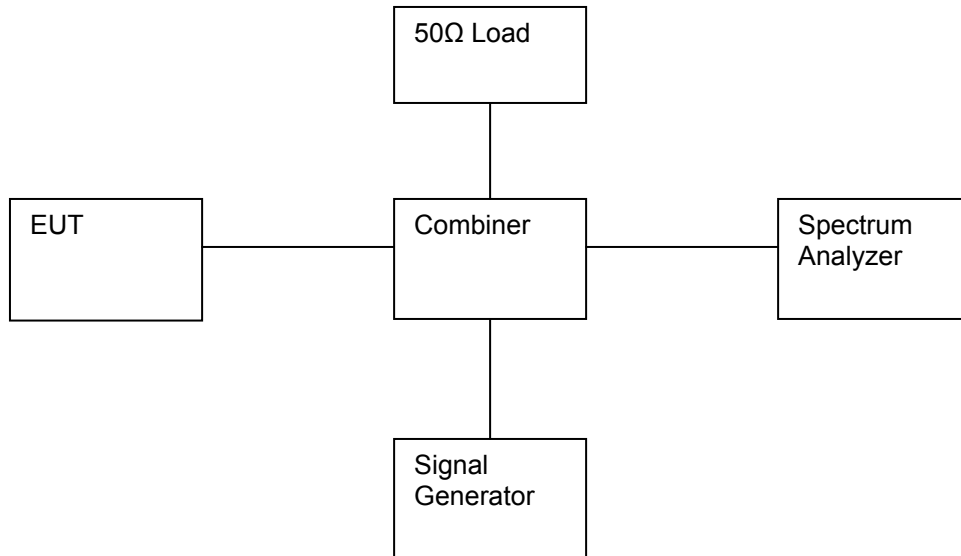 50Ω Load
EUT
Combiner
Spectrum
Analyzer
Signal
Generator